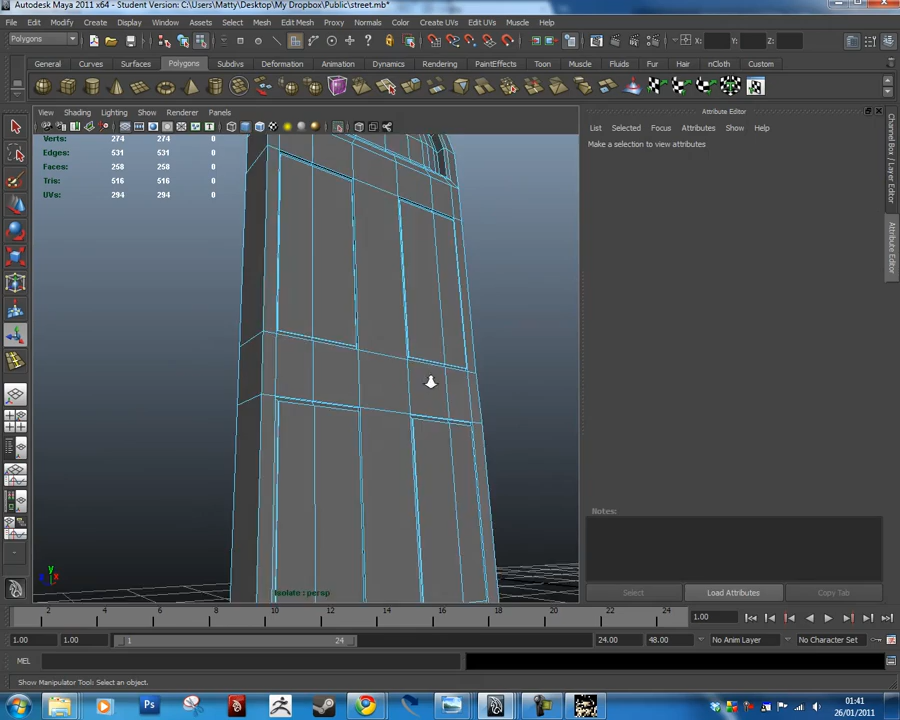 Autodesk Maya 2011 x64 - Student Version: C:\Users\Matty\Desktop\My Dropbox\Public\street.mb*
Edit Modify Create Display Window Assets Select Mesh Edit Mesh Proxy Normals Color Create UVs Edit UVs Muscle Help
Polygons X: Y: Z:
General Curves Surfaces Polygons Subdivs Deformation Animation Dynamics Rendering PaintEffects Toon Muscle Fluids Fur Hair nCloth Custom
View Shading Lighting Show Renderer Panels
Verts: 274 274 0
Edges: 531 531 0
Faces: 258 258 0
Tris: 516 516 0
UVs: 294 294 0
Isolate : persp
y
x
Attribute Editor
List Selected Focus Attributes Show Help
Make a selection to view attributes
Notes:
Select Load Attributes Copy Tab
Channel Box / Layer Editor
Attribute Editor
2 4 6 8 10 12 14 16 18 20 22 24 1.00
1.00 1.00 1 24 24.00 48.00 No Anim Layer No Character Set
MEL
Show Manipulator Tool: Select an object.
01:41
26/01/2011